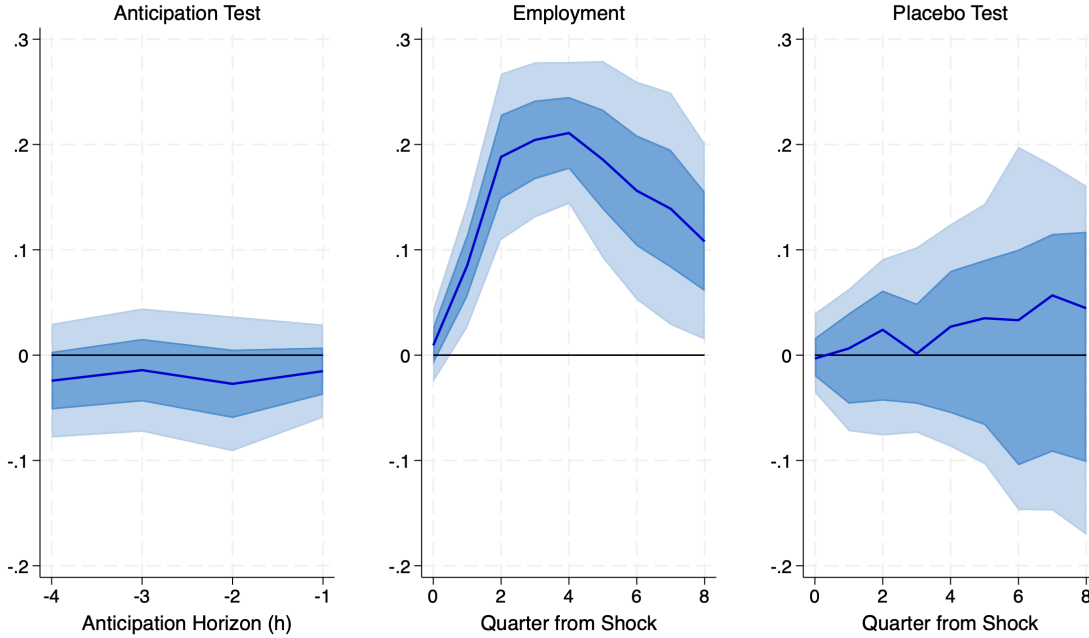 Anticipation Test
.3
.2
.1
0
-.1
-.2
-4 -3 -2 -1
Anticipation Horizon (h)
Employment
.3
.2
.1
0
-.1
-.2
0 2 4 6 8
Quarter from Shock
Placebo Test
.3
.2
.1
0
-.1
-.2
0 2 4 6 8
Quarter from Shock